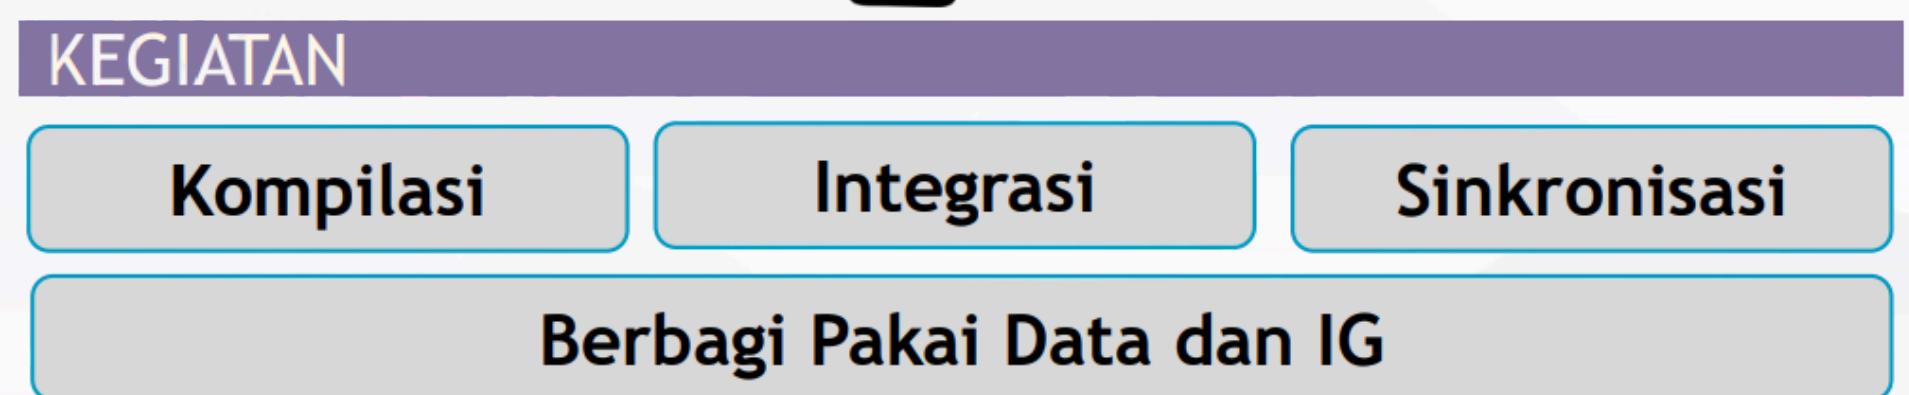 KEGIATAN
Kompilasi
Integrasi
Sinkronisasi
Berbagi Pakai Data dan IG